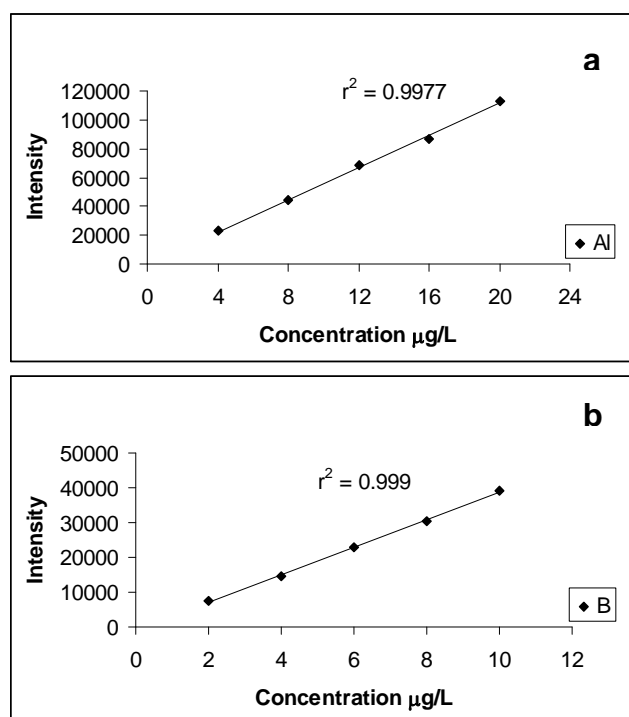 a
r² = 0.9977
120000
100000
80000
60000
40000
20000
0
Intensity
0 4 8 12 16 20 24
Concentration µg/L
Al
b
r² = 0.999
50000
40000
30000
20000
10000
0
Intensity
0 2 4 6 8 10 12
Concentration µg/L
B